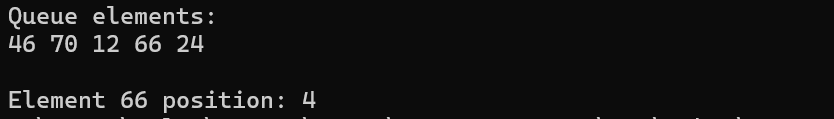 Queue elements:
46 70 12 66 24
Element 66 position: 4